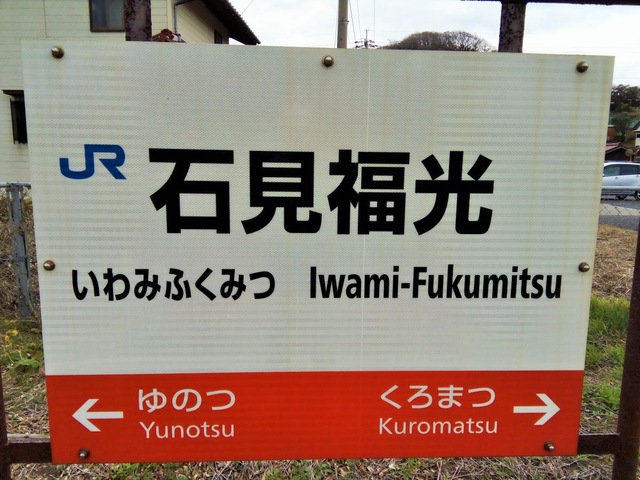 JR 石見福光
いわみふくみつ Iwami-Fukumitsu
← ゆのつ くろまつ →
Yunotsu Kuromatsu